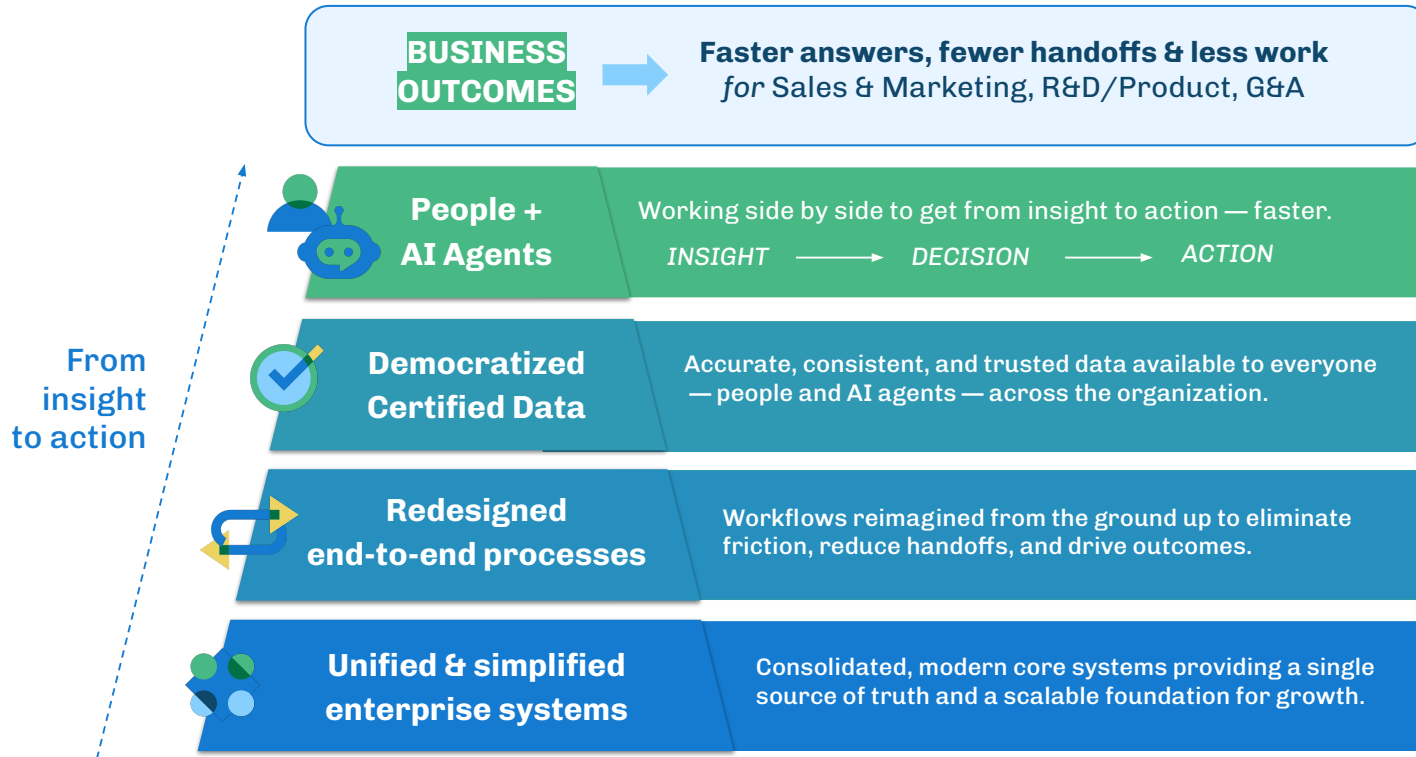 BUSINESS
OUTCOMES
Faster answers, fewer handoffs & less work
for Sales & Marketing, R&D/Product, G&A
From
insight
to action
People +
AI Agents
Working side by side to get from insight to action — faster.
INSIGHT
DECISION
ACTION
Democratized
Certified Data
Accurate, consistent, and trusted data available to everyone
— people and AI agents — across the organization.
Redesigned
end-to-end processes
Workflows reimagined from the ground up to eliminate
friction, reduce handoffs, and drive outcomes.
Unified & simplified
enterprise systems
Consolidated, modern core systems providing a single
source of truth and a scalable foundation for growth.